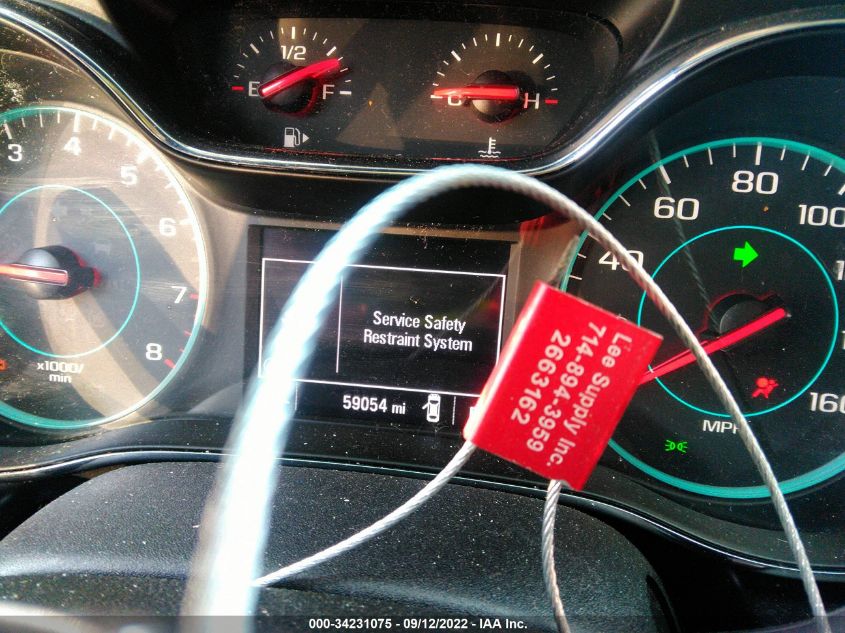 1/2
E F
C H
3 4 5 6 7 8
x1000/
min
Service Safety
Restraint System
59054 mi
Lee Supply Inc.
714-894-3959
2663162
40 60 80 100
160
MPH
000-34231075 - 09/12/2022 - IAA Inc.